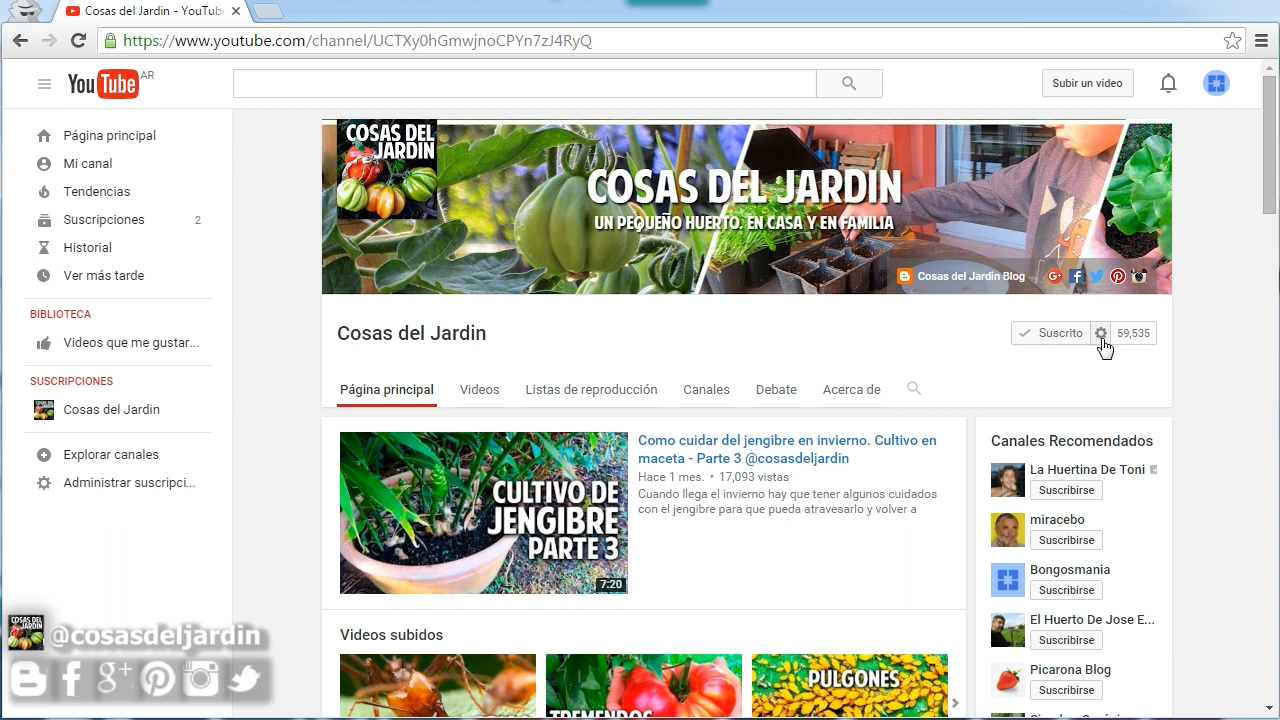 Cosas del Jardin - YouTub
https://www.youtube.com/channel/UCTXy0hGmwjnoCPYn7zJ4RyQ
YouTube AR
Subir un video
Página principal
Mi canal
Tendencias
Suscripciones 2
Historial
Ver más tarde
BIBLIOTECA
Videos que me gustar...
SUSCRIPCIONES
Cosas del Jardin
Explorar canales
Administrar suscripci...
COSAS DEL
JARDIN
COSAS DEL JARDIN
UN PEQUEÑO HUERTO. EN CASA Y EN FAMILIA
Cosas del Jardin Blog
Cosas del Jardin
Suscrito 59,535
Página principal Videos Listas de reproducción Canales Debate Acerca de
CULTIVO DE
JENGIBRE
PARTE 3
7:20
Como cuidar del jengibre en invierno. Cultivo en
maceta - Parte 3 @cosasdeljardin
Hace 1 mes. • 17,093 vistas
Cuando llega el invierno hay que tener algunos cuidados
con el jengibre para que pueda atravesarlo y volver a
Videos subidos
TREMENDOS
PULGONES
Canales Recomendados
La Huertina De Toni
Suscribirse
miracebo
Suscribirse
Bongosmania
Suscribirse
El Huerto De Jose E...
Suscribirse
Picarona Blog
Suscribirse
COSAS DEL
JARDIN
@cosasdeljardin